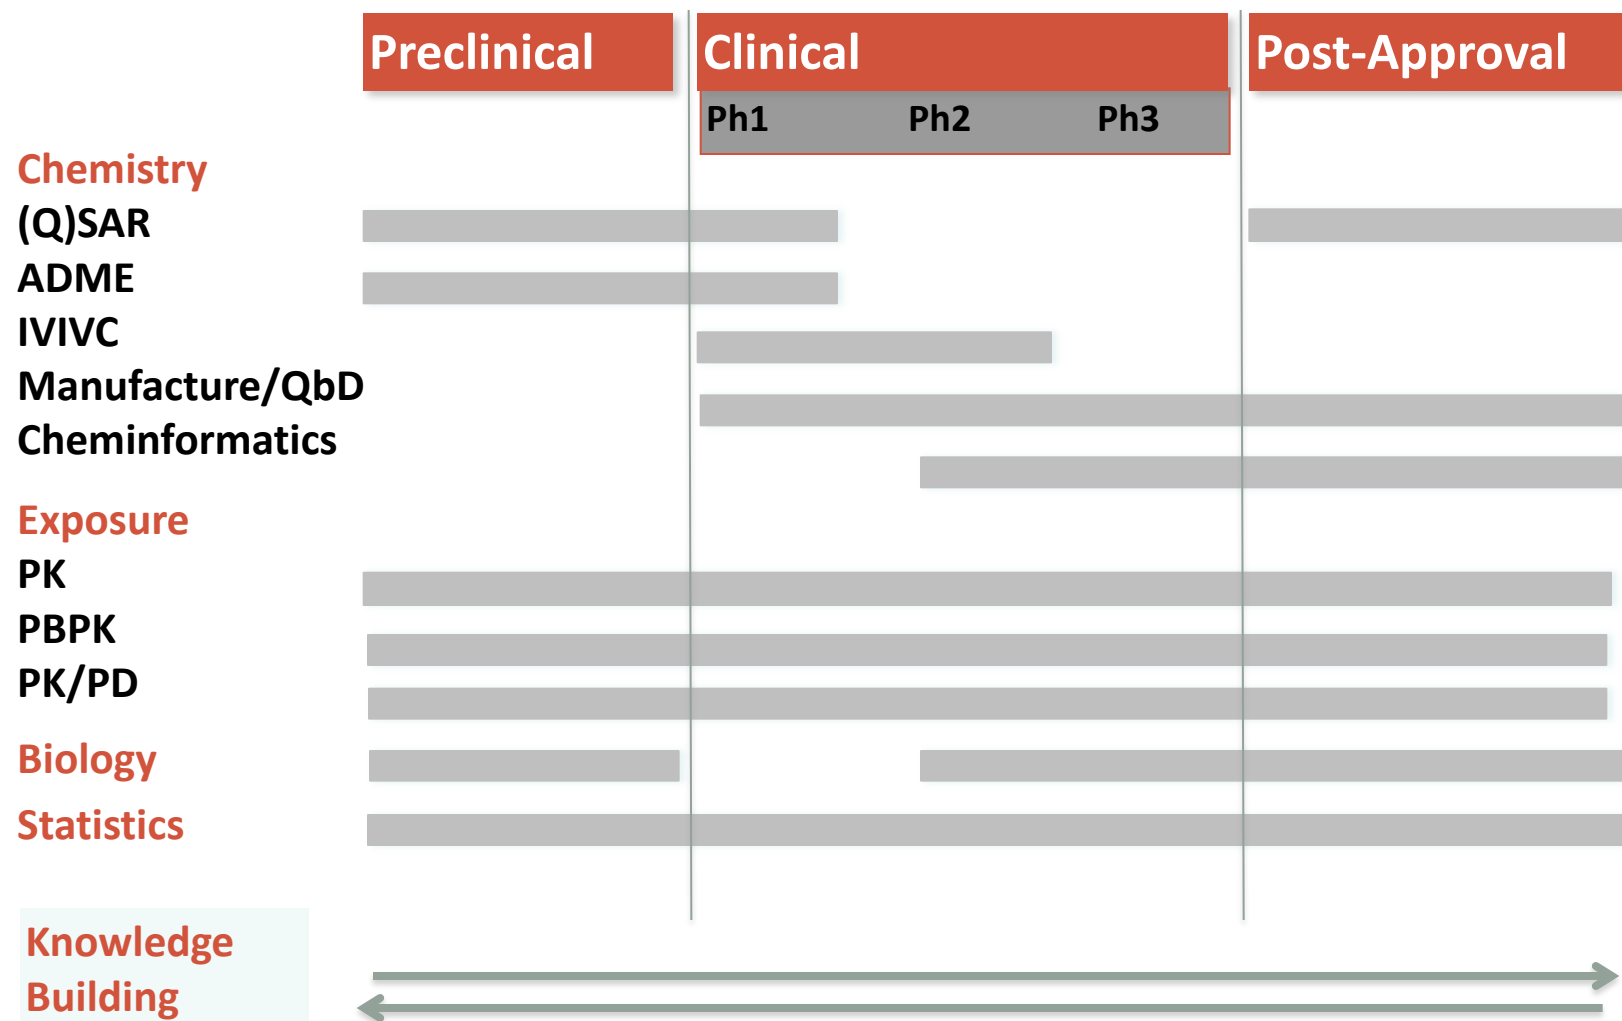 Preclinical
Clinical
Post-Approval
Ph1 Ph2 Ph3
Chemistry
(Q)SAR
ADME
IVIVC
Manufacture/QbD
Cheminformatics
Exposure
PK
PBPK
PK/PD
Biology
Statistics
Knowledge
Building